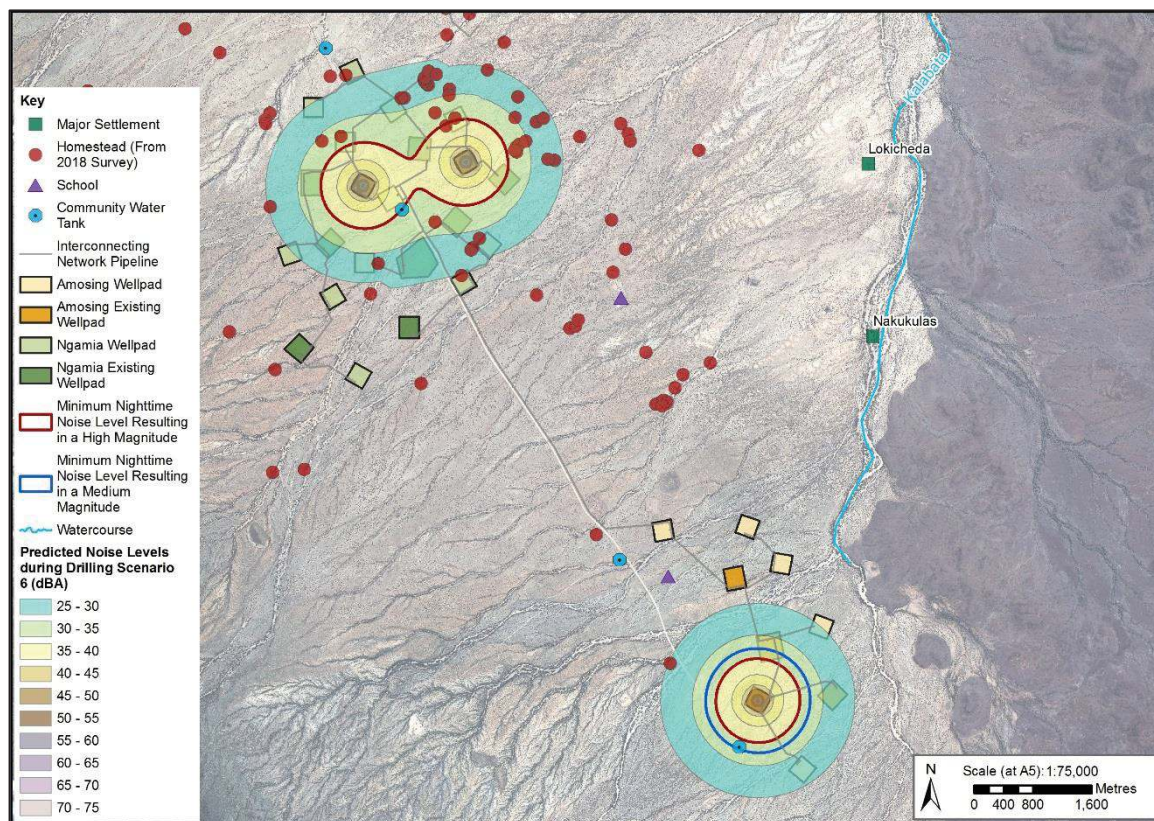 Key
Major Settlement
Homestead (From
2018 Survey)
School
Community Water
Tank
Interconnecting
Network Pipeline
Amosing Wellpad
Amosing Existing
Wellpad
Ngamia Wellpad
Ngamia Existing
Wellpad
Minimum Nighttime
Noise Level Resulting
in a High Magnitude
Minimum Nighttime
Noise Level Resulting
in a Medium
Magnitude
Watercourse
Predicted Noise Levels
during Drilling Scenario
6 (dBA)
25 - 30
30 - 35
35 - 40
40 - 45
45 - 50
50 - 55
55 - 60
60 - 65
65 - 70
70 - 75
Kalabata
Lokicheda
Nakukulas
N
Scale (at A5): 1:75,000
Metres
0 400 800 1,600